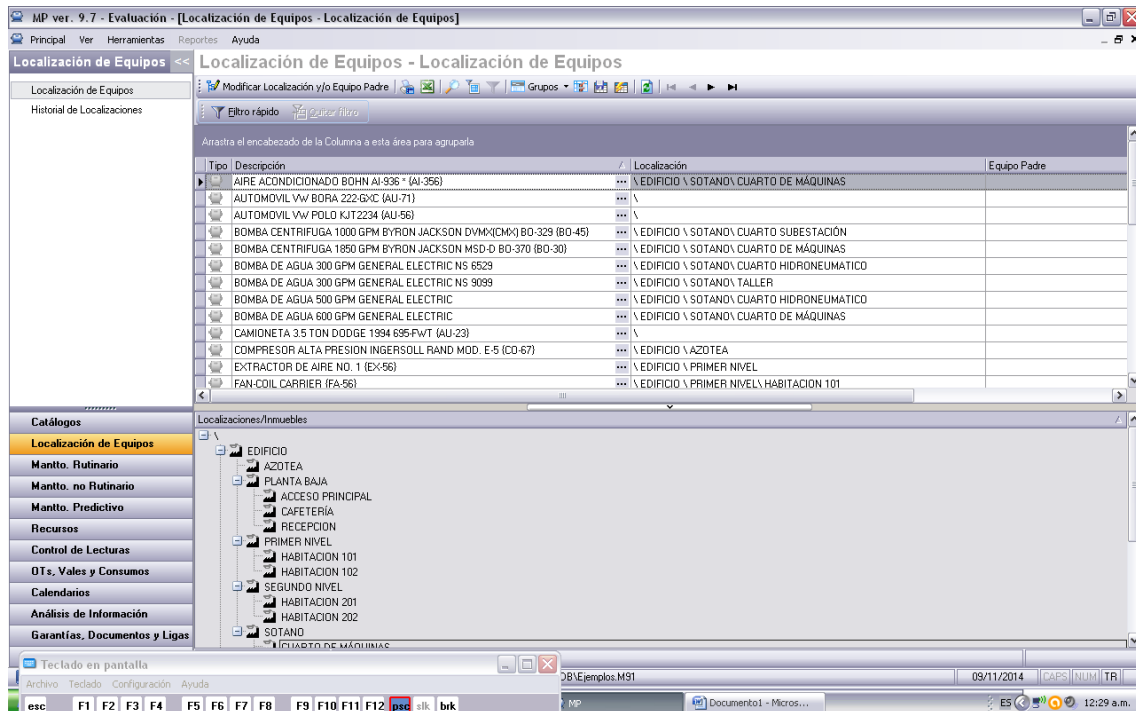 MP ver. 9.7 - Evaluación - [Localización de Equipos - Localización de Equipos]
Principal Ver Herramientas Reportes Ayuda
Localización de Equipos << Localización de Equipos - Localización de Equipos
Localización de Equipos
Historial de Localizaciones
Modificar Localización y/o Equipo Padre Grupos
Filtro rápido Quitar filtro
Arrastra el encabezado de la Columna a esta área para agruparla
Tipo Descripción Localización Equipo Padre
AIRE ACONDICIONADO BOHN AI-936 * {AI-356} ... \ EDIFICIO \ SOTANO\ CUARTO DE MÁQUINAS
AUTOMOVIL VW BORA 222-GXC {AU-71} ... \
AUTOMOVIL VW POLO KJT2234 {AU-56} ... \
BOMBA CENTRIFUGA 1000 GPM BYRON JACKSON DVMX(CMX) BO-329 {BO-45} ... \ EDIFICIO \ SOTANO\ CUARTO SUBESTACIÓN
BOMBA CENTRIFUGA 1850 GPM BYRON JACKSON MSD-D BO-370 {BO-30} ... \ EDIFICIO \ SOTANO\ CUARTO DE MÁQUINAS
BOMBA DE AGUA 300 GPM GENERAL ELECTRIC NS 6529 ... \ EDIFICIO \ SOTANO\ CUARTO HIDRONEUMATICO
BOMBA DE AGUA 300 GPM GENERAL ELECTRIC NS 9099 ... \ EDIFICIO \ SOTANO\ TALLER
BOMBA DE AGUA 500 GPM GENERAL ELECTRIC ... \ EDIFICIO \ SOTANO\ CUARTO HIDRONEUMATICO
BOMBA DE AGUA 600 GPM GENERAL ELECTRIC ... \ EDIFICIO \ SOTANO\ CUARTO DE MÁQUINAS
CAMIONETA 3.5 TON DODGE 1994 695-FWT {AU-23} ... \
COMPRESOR ALTA PRESION INGERSOLL RAND MOD. E-5 {CO-67} ... \ EDIFICIO \ AZOTEA
EXTRACTOR DE AIRE NO. 1 {EX-56} ... \ EDIFICIO \ PRIMER NIVEL
FAN-COIL CARRIER {FA-56} ... \ EDIFICIO \ PRIMER NIVEL\ HABITACION 101
Catálogos
Localización de Equipos
Mantto. Rutinario
Mantto. no Rutinario
Mantto. Predictivo
Recursos
Control de Lecturas
OTs, Vales y Consumos
Calendarios
Análisis de Información
Garantías, Documentos y Ligas
Localizaciones/Inmuebles
\
EDIFICIO
AZOTEA
PLANTA BAJA
ACCESO PRINCIPAL
CAFETERÍA
RECEPCION
PRIMER NIVEL
HABITACION 101
HABITACION 102
SEGUNDO NIVEL
HABITACION 201
HABITACION 202
SOTANO
CUARTO DE MÁQUINAS
Teclado en pantalla
Archivo Teclado Configuración Ayuda
esc F1 F2 F3 F4 F5 F6 F7 F8 F9 F10 F11 F12 psc slk brk
DB\Ejemplos.M91 09/11/2014 CAPS NUM TR
MP Documento1 - Micros... ES 12:29 a.m.